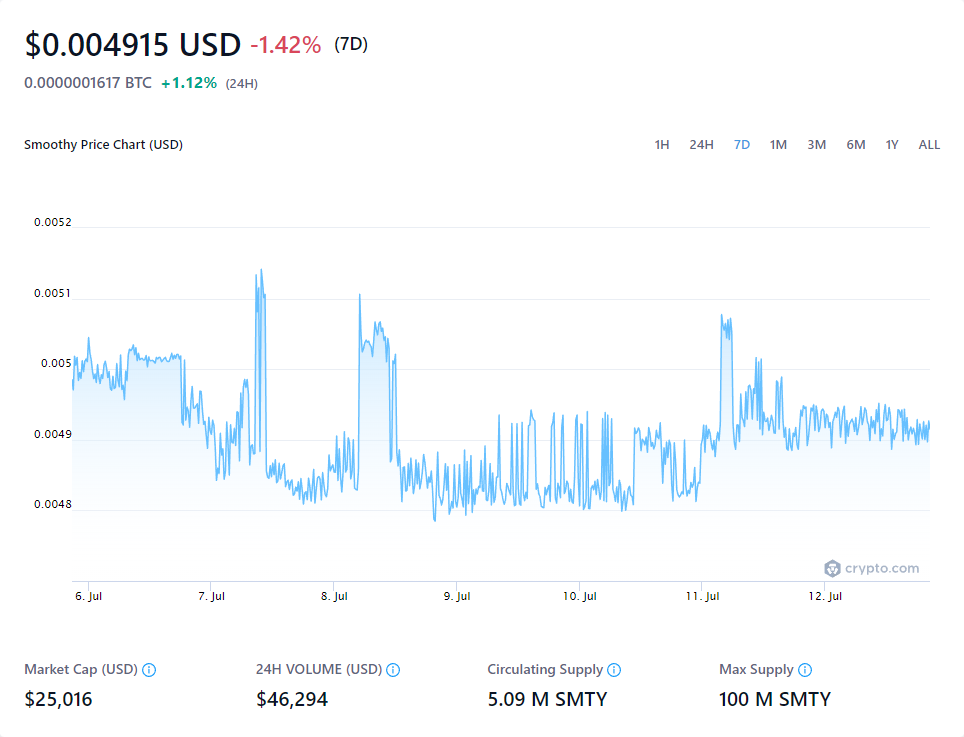 $0.004915 USD -1.42% (7D)
0.0000001617 BTC +1.12% (24H)
Smoothy Price Chart (USD) 1H 24H 7D 1M 3M 6M 1Y ALL
0.0052
0.0051
0.005
0.0049
0.0048
crypto.com
6. Jul 7. Jul 8. Jul 9. Jul 10. Jul 11. Jul 12. Jul
Market Cap (USD) 24H VOLUME (USD) Circulating Supply Max Supply
$25,016 $46,294 5.09 M SMTY 100 M SMTY